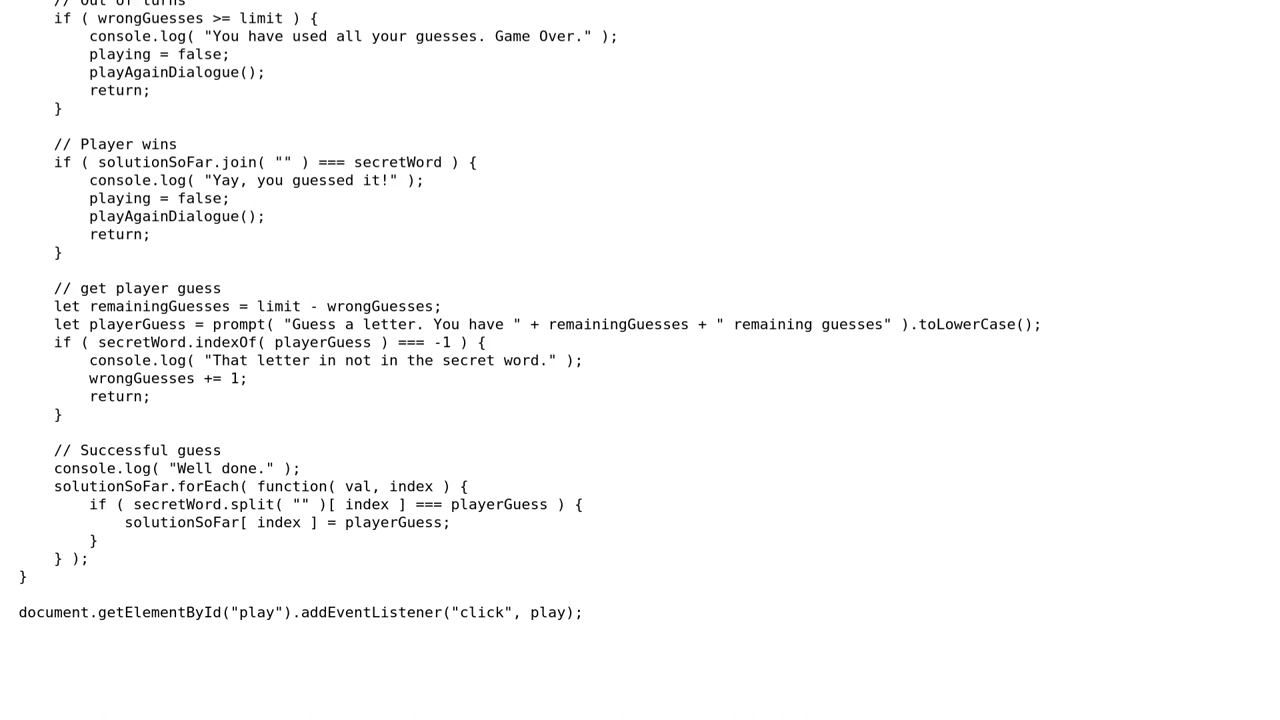 // Out of turns
if ( wrongGuesses >= limit ) {
console.log( "You have used all your guesses. Game Over." );
playing = false;
playAgainDialogue();
return;
}
// Player wins
if ( solutionSoFar.join( "" ) === secretWord ) {
console.log( "Yay, you guessed it!" );
playing = false;
playAgainDialogue();
return;
}
// get player guess
let remainingGuesses = limit - wrongGuesses;
let playerGuess = prompt( "Guess a letter. You have " + remainingGuesses + " remaining guesses" ).toLowerCase();
if ( secretWord.indexOf( playerGuess ) === -1 ) {
console.log( "That letter in not in the secret word." );
wrongGuesses += 1;
return;
}
// Successful guess
console.log( "Well done." );
solutionSoFar.forEach( function( val, index ) {
if ( secretWord.split( "" )[ index ] === playerGuess ) {
solutionSoFar[ index ] = playerGuess;
}
} );
}
document.getElementById("play").addEventListener("click", play);